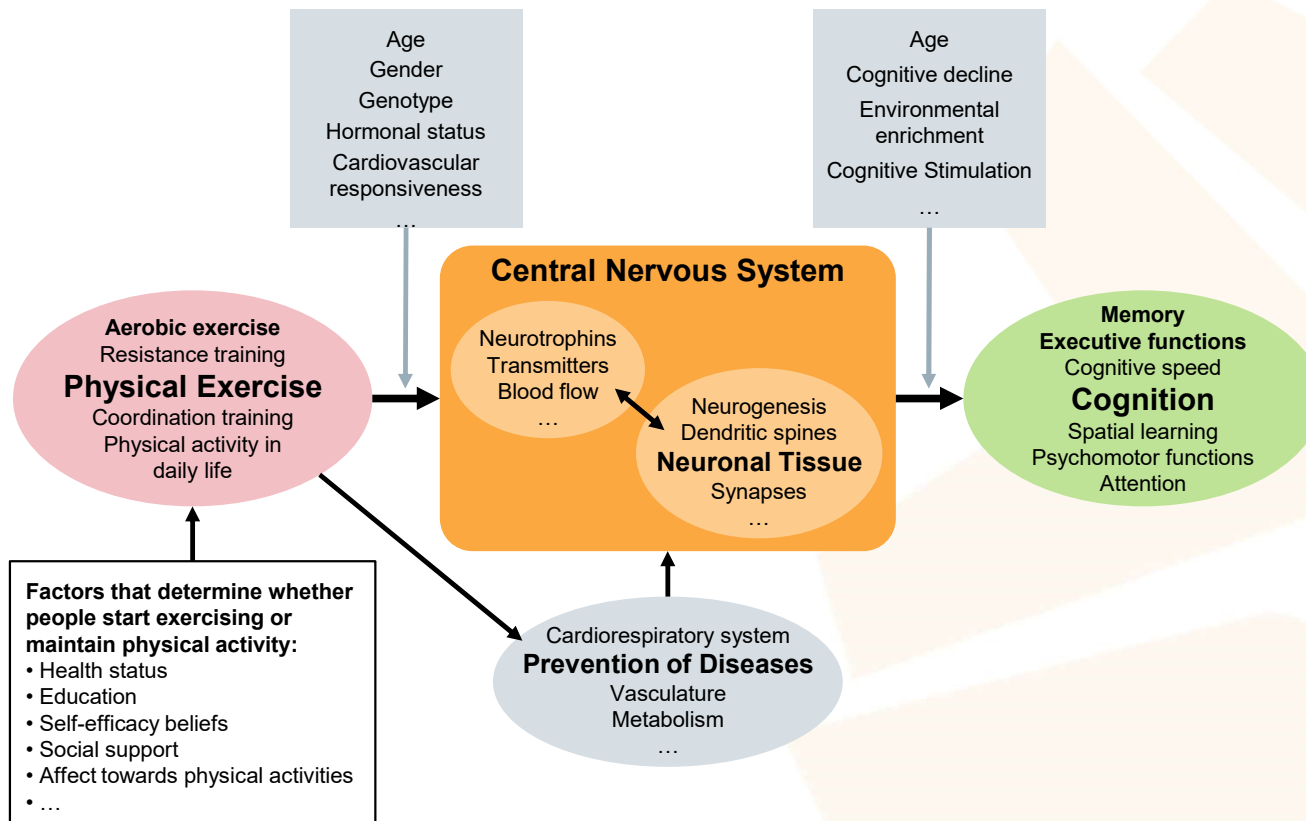 Age
Gender
Genotype
Hormonal status
Cardiovascular
responsiveness
…
Age
Cognitive decline
Environmental
enrichment
Cognitive Stimulation
…
Central Nervous System
Neurotrophins
Transmitters
Blood flow
…
Neurogenesis
Dendritic spines
Neuronal Tissue
Synapses
…
Aerobic exercise
Resistance training
Physical Exercise
Coordination training
Physical activity in
daily life
Memory
Executive functions
Cognitive speed
Cognition
Spatial learning
Psychomotor functions
Attention
Factors that determine whether
people start exercising or
maintain physical activity:
• Health status
• Education
• Self-efficacy beliefs
• Social support
• Affect towards physical activities
• …
Cardiorespiratory system
Prevention of Diseases
Vasculature
Metabolism
…